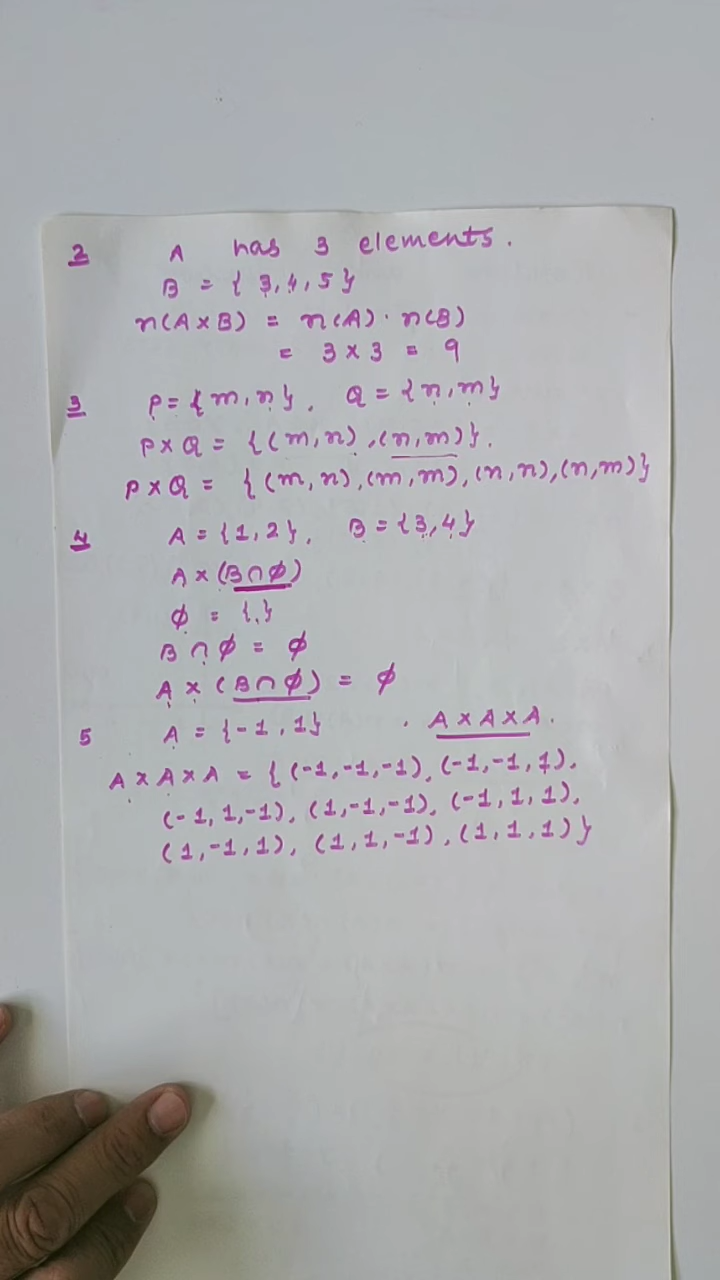 2 A has 3 elements.
B = { 3, 4, 5 }
n(A × B) = n(A) · n(B)
= 3 × 3 = 9
3 P = { m, n }, Q = { n, m }
P × Q = { (m, n), (n, m) }.
P × Q = { (m, n), (m, m), (n, n), (n, m) }
4 A = { 1, 2 }, B = { 3, 4 }
A × (B ∩ ϕ)
ϕ = { }
B ∩ ϕ = ϕ
A × (B ∩ ϕ) = ϕ
5 A = { -1, 1 } . A × A × A.
A × A × A = { (-1, -1, -1), (-1, -1, 1),
(-1, 1, -1), (1, -1, -1), (-1, 1, 1),
(1, -1, 1), (1, 1, -1), (1, 1, 1) }